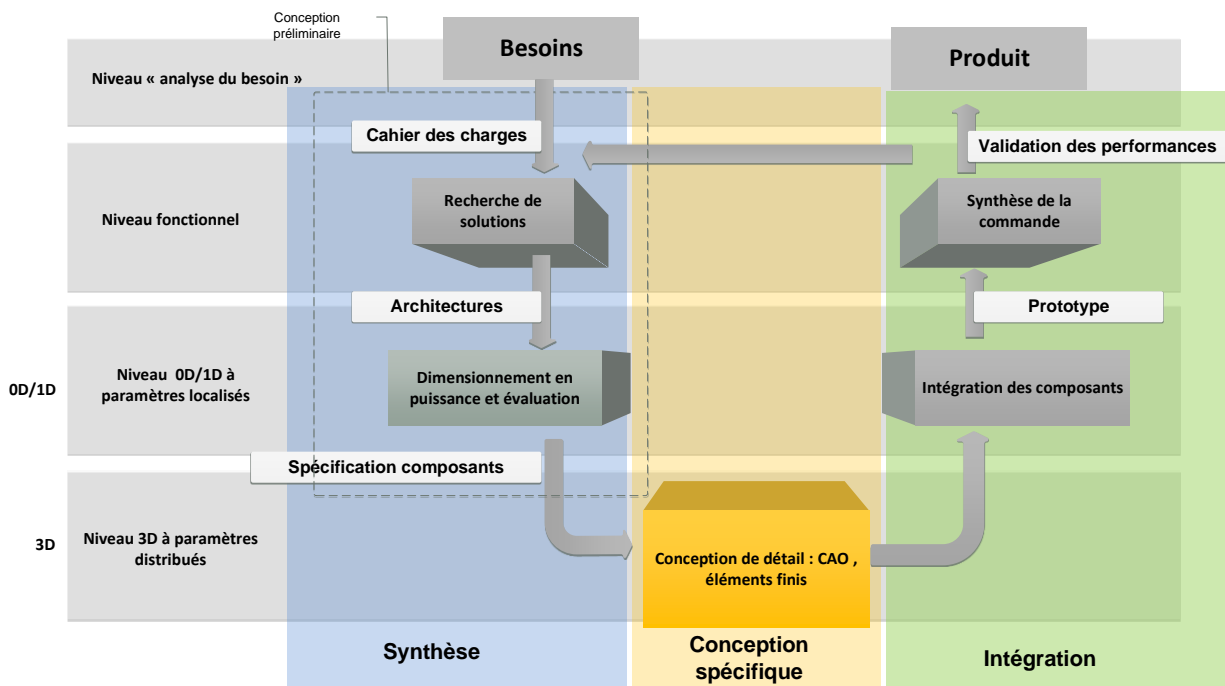 Conception
préliminaire
Besoins
Produit
Niveau « analyse du besoin »
Cahier des charges
Validation des performances
Niveau fonctionnel
Recherche de
solutions
Synthèse de la
commande
Architectures
Prototype
0D/1D
Niveau 0D/1D à
paramètres localisés
Dimensionnement en
puissance et évaluation
Intégration des composants
Spécification composants
3D
Niveau 3D à paramètres
distribués
Conception de détail : CAO ,
éléments finis
Synthèse
Conception
spécifique
Intégration